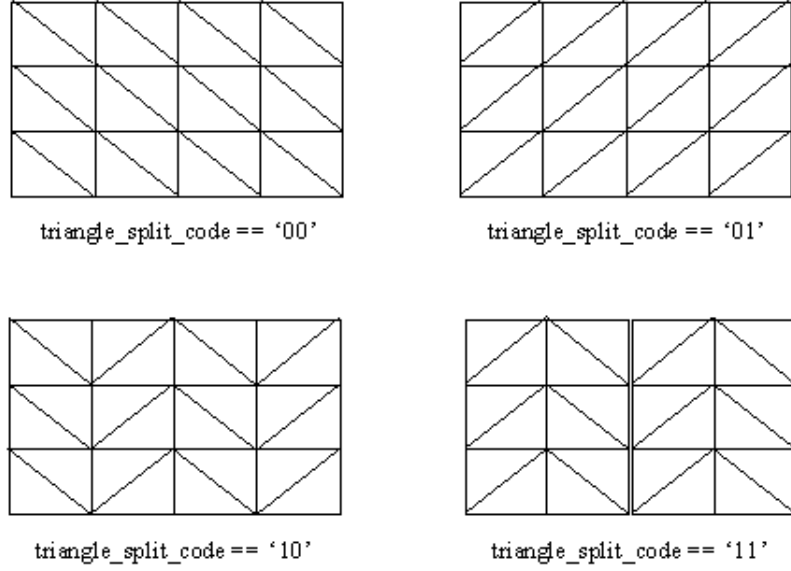 triangle_split_code == ‘00’
triangle_split_code == ‘01’
triangle_split_code == ‘10’
triangle_split_code == ‘11’